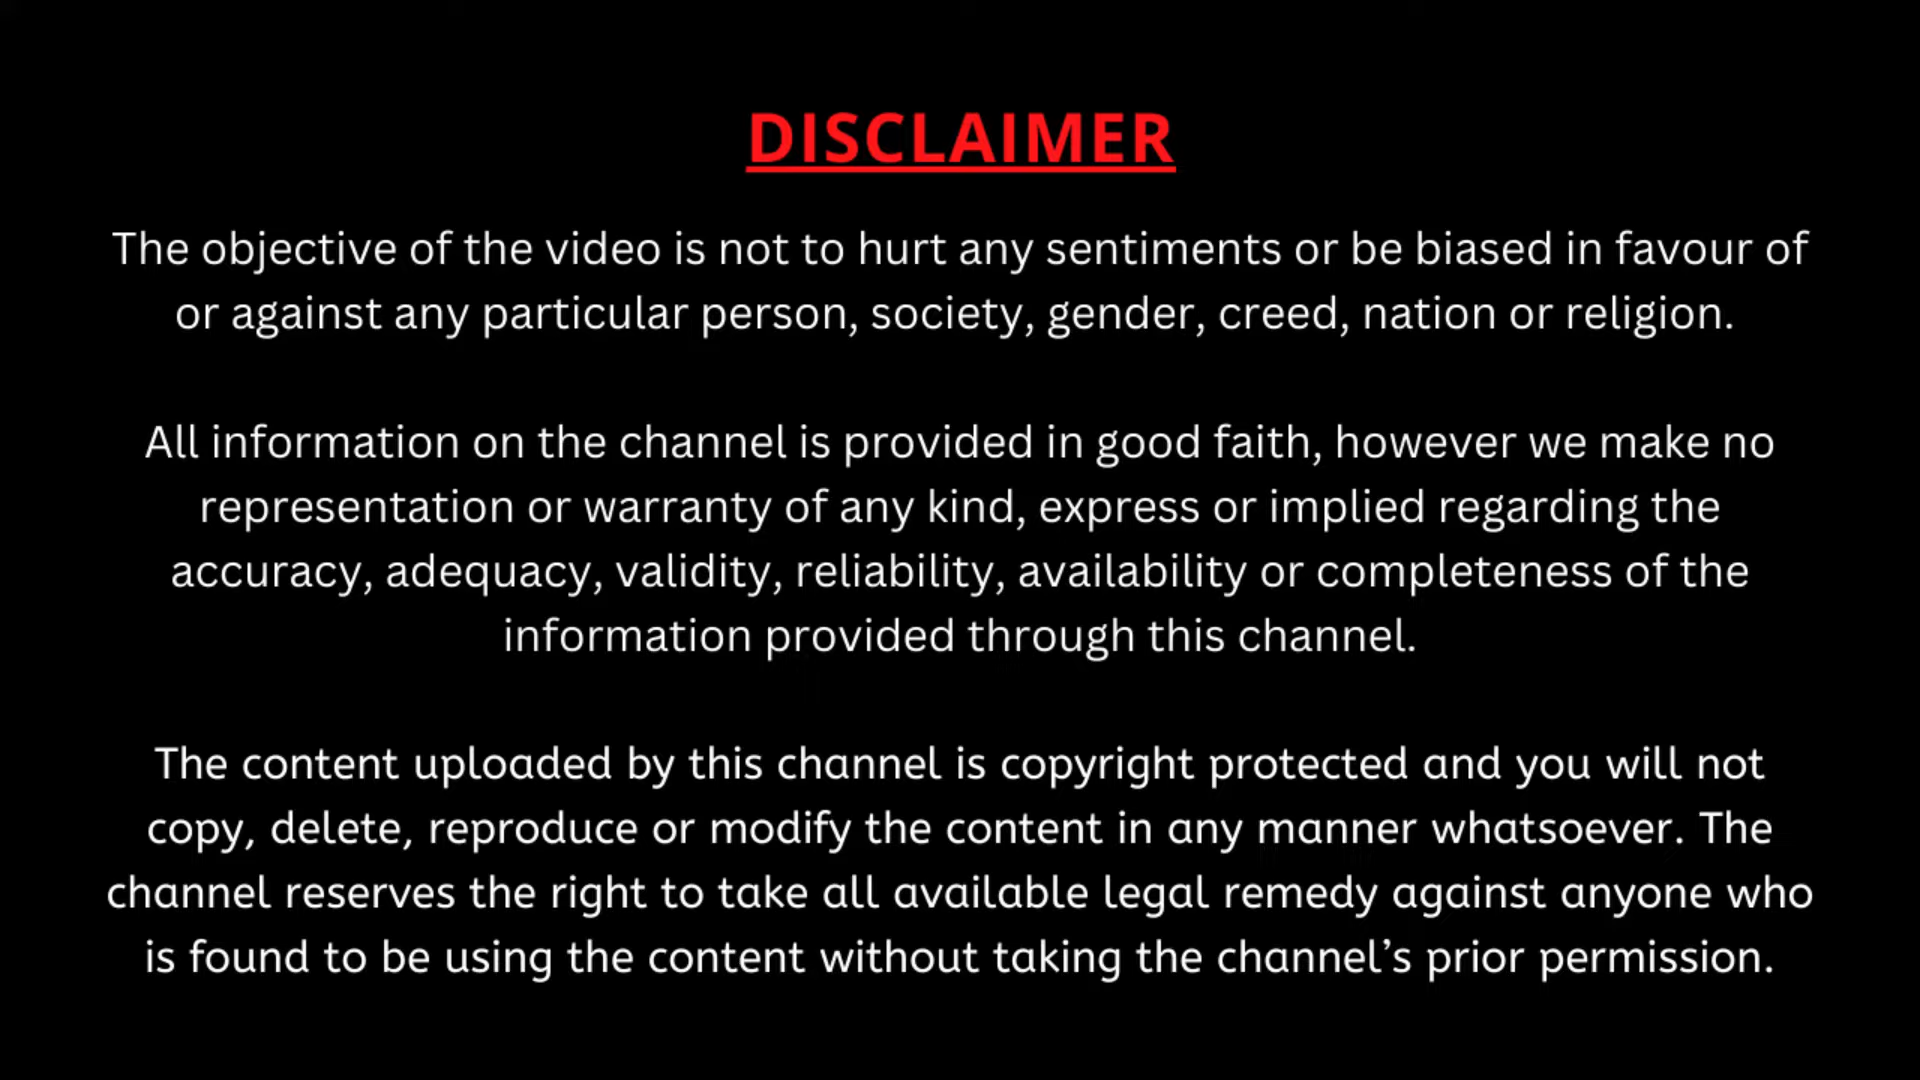 DISCLAIMER
The objective of the video is not to hurt any sentiments or be biased in favour of
or against any particular person, society, gender, creed, nation or religion.
All information on the channel is provided in good faith, however we make no
representation or warranty of any kind, express or implied regarding the
accuracy, adequacy, validity, reliability, availability or completeness of the
information provided through this channel.
The content uploaded by this channel is copyright protected and you will not
copy, delete, reproduce or modify the content in any manner whatsoever. The
channel reserves the right to take all available legal remedy against anyone who
is found to be using the content without taking the channel’s prior permission.